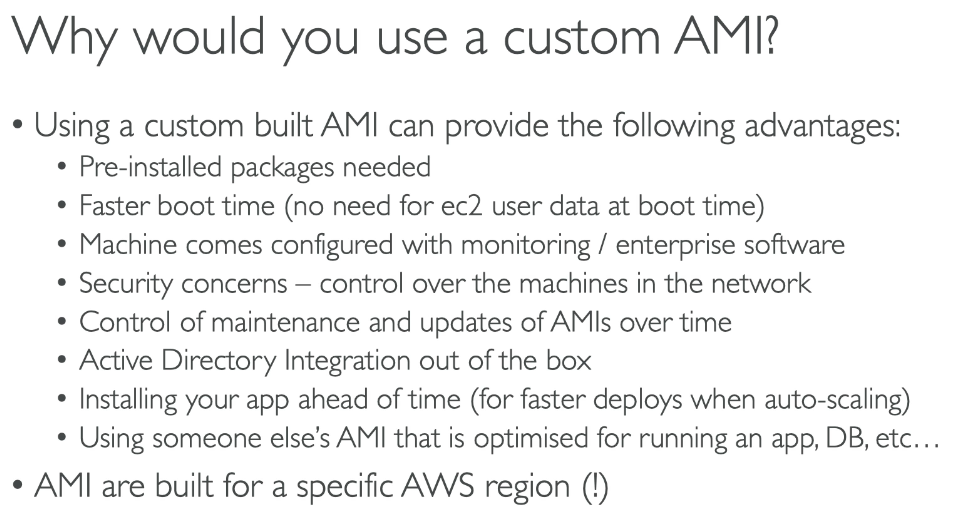 Why would you use a custom AMI?
• Using a custom built AMI can provide the following advantages:
• Pre-installed packages needed
• Faster boot time (no need for ec2 user data at boot time)
• Machine comes configured with monitoring / enterprise software
• Security concerns – control over the machines in the network
• Control of maintenance and updates of AMIs over time
• Active Directory Integration out of the box
• Installing your app ahead of time (for faster deploys when auto-scaling)
• Using someone else's AMI that is optimised for running an app, DB, etc…
• AMI are built for a specific AWS region (!)